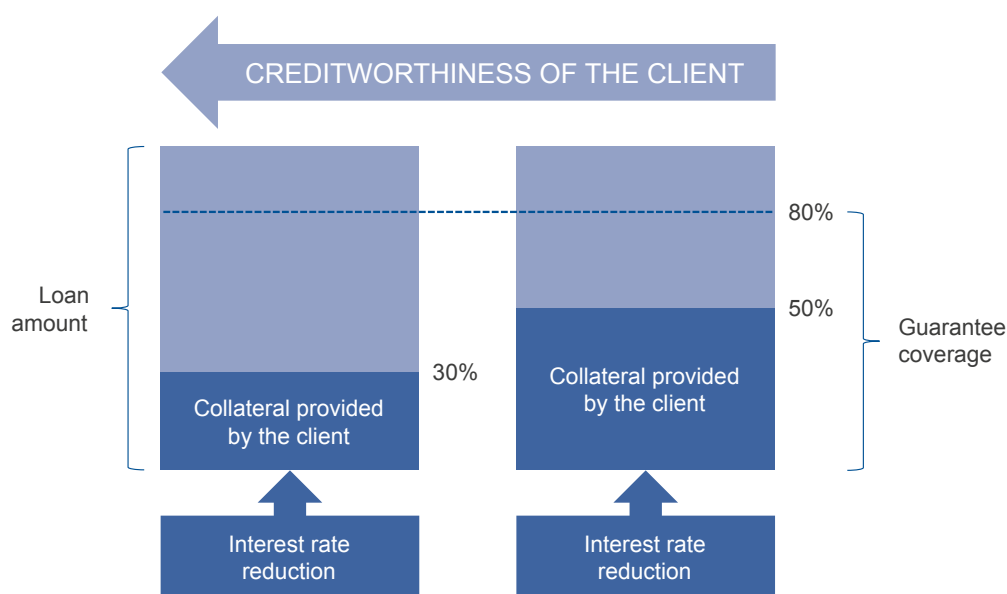 CREDITWORTHINESS OF THE CLIENT
80%
Loan
amount
50%
Guarantee
coverage
30%
Collateral provided
by the client
Collateral provided
by the client
Interest rate
reduction
Interest rate
reduction